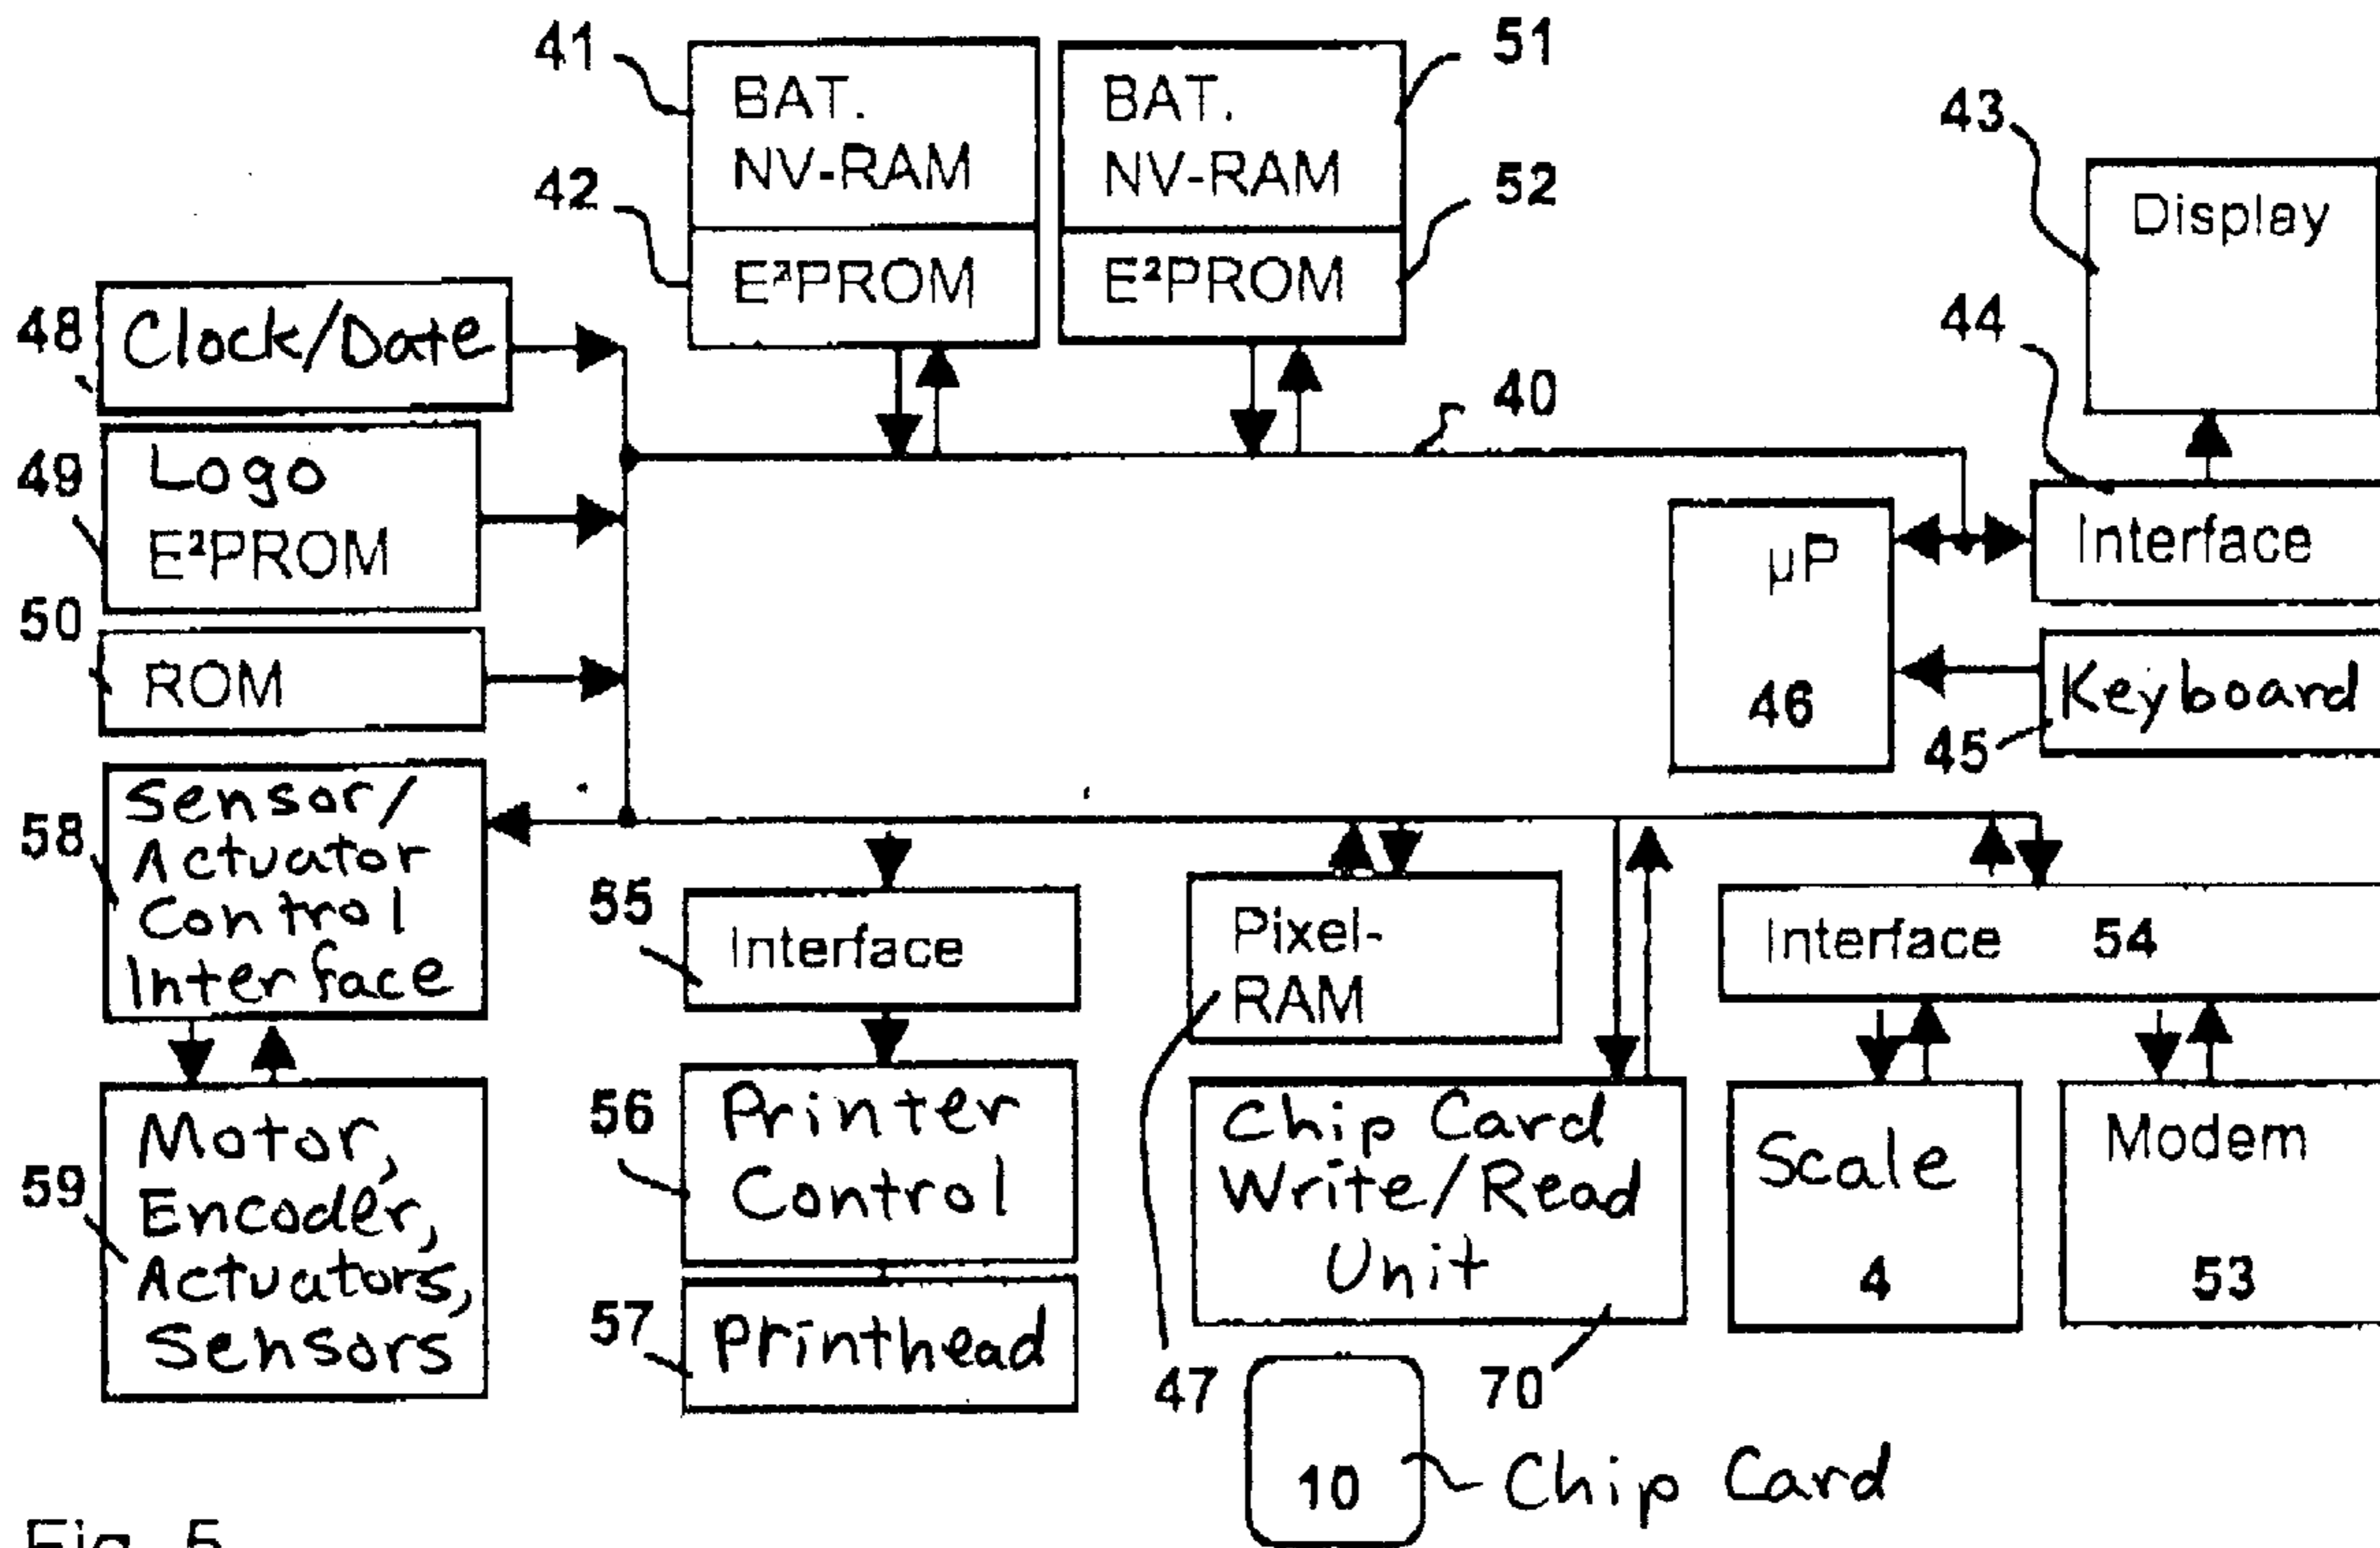 41
BAT.
NV-RAM
42
E²PROM
BAT.
NV-RAM
51
E²PROM
52
43
Display
44
Interface
48
Clock/Date
49
Logo
E²PROM
50
ROM
40
µP
46
Keyboard
45
58
Sensor/
Actuator
Control
Interface
55
Interface
Pixel-
RAM
Interface 54
59
Motor,
Encoder,
Actuators,
Sensors
56
Printer
Control
57
Printhead
Chip Card
Write/Read
Unit
47
70
Scale
4
Modem
53
10
Chip Card
Fig. 5